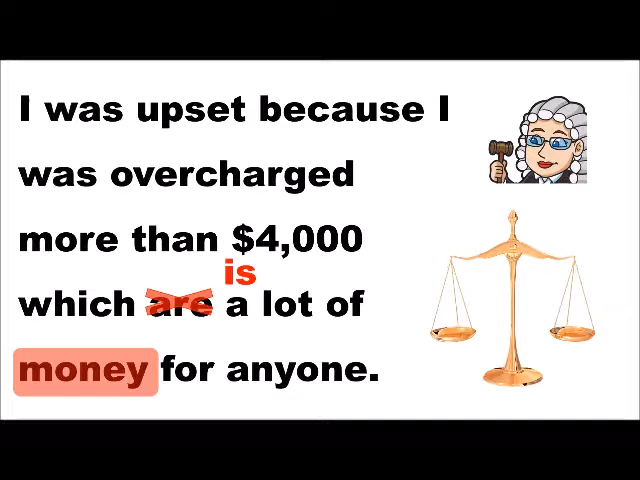 I was upset because I
was overcharged
more than $4,000
is
which are a lot of
money for anyone.